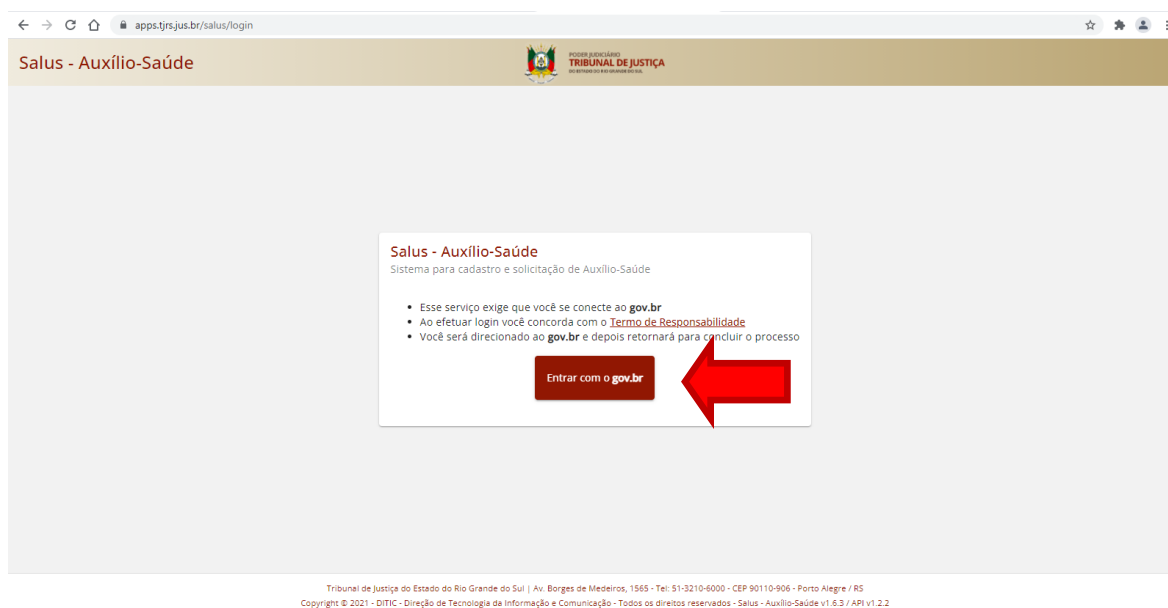 apps.tjrs.jus.br/salus/login
Salus - Auxílio-Saúde
PODER JUDICIÁRIO
TRIBUNAL DE JUSTIÇA
DO ESTADO DO RIO GRANDE DO SUL
Salus - Auxílio-Saúde
Sistema para cadastro e solicitação de Auxílio-Saúde
Esse serviço exige que você se conecte ao gov.br
Ao efetuar login você concorda com o Termo de Responsabilidade
Você será direcionado ao gov.br e depois retornará para concluir o processo
Entrar com o gov.br
Tribunal de Justiça do Estado do Rio Grande do Sul | Av. Borges de Medeiros, 1565 - Tel: 51-3210-6000 - CEP 90110-906 - Porto Alegre / RS
Copyright © 2021 - DITIC - Direção de Tecnologia da Informação e Comunicação - Todos os direitos reservados - Salus - Auxílio-Saúde v1.6.3 / API v1.2.2